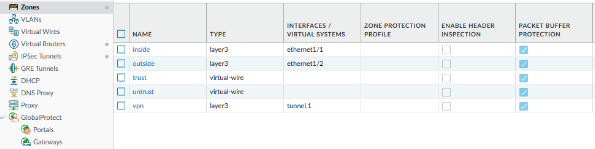 Zones
VLANs
Virtual Wires
Virtual Routers
IPSec Tunnels
GRE Tunnels
DHCP
DNS Proxy
Proxy
GlobalProtect
Portals
Gateways
NAME TYPE INTERFACES / VIRTUAL SYSTEMS ZONE PROTECTION PROFILE ENABLE HEADER INSPECTION PACKET BUFFER PROTECTION
inside layer3 ethernet1/1
outside layer3 ethernet1/2
trust virtual-wire
untrust virtual-wire
vpn layer3 tunnel.1